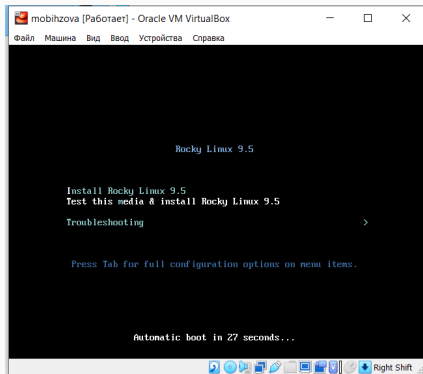 mobihzova [Работает] - Oracle VM VirtualBox
Файл Машина Вид Ввод Устройства Справка
Rocky Linux 9.5
Install Rocky Linux 9.5
Test this media & install Rocky Linux 9.5
Troubleshooting >
Press Tab for full configuration options on menu items.
Automatic boot in 27 seconds...
Right Shift